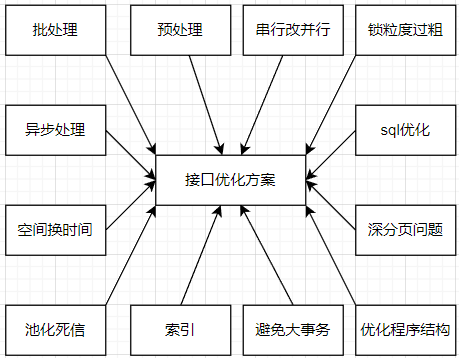 批处理
预处理
串行改并行
锁粒度过粗
异步处理
sql优化
接口优化方案
空间换时间
深分页问题
池化死信
索引
避免大事务
优化程序结构